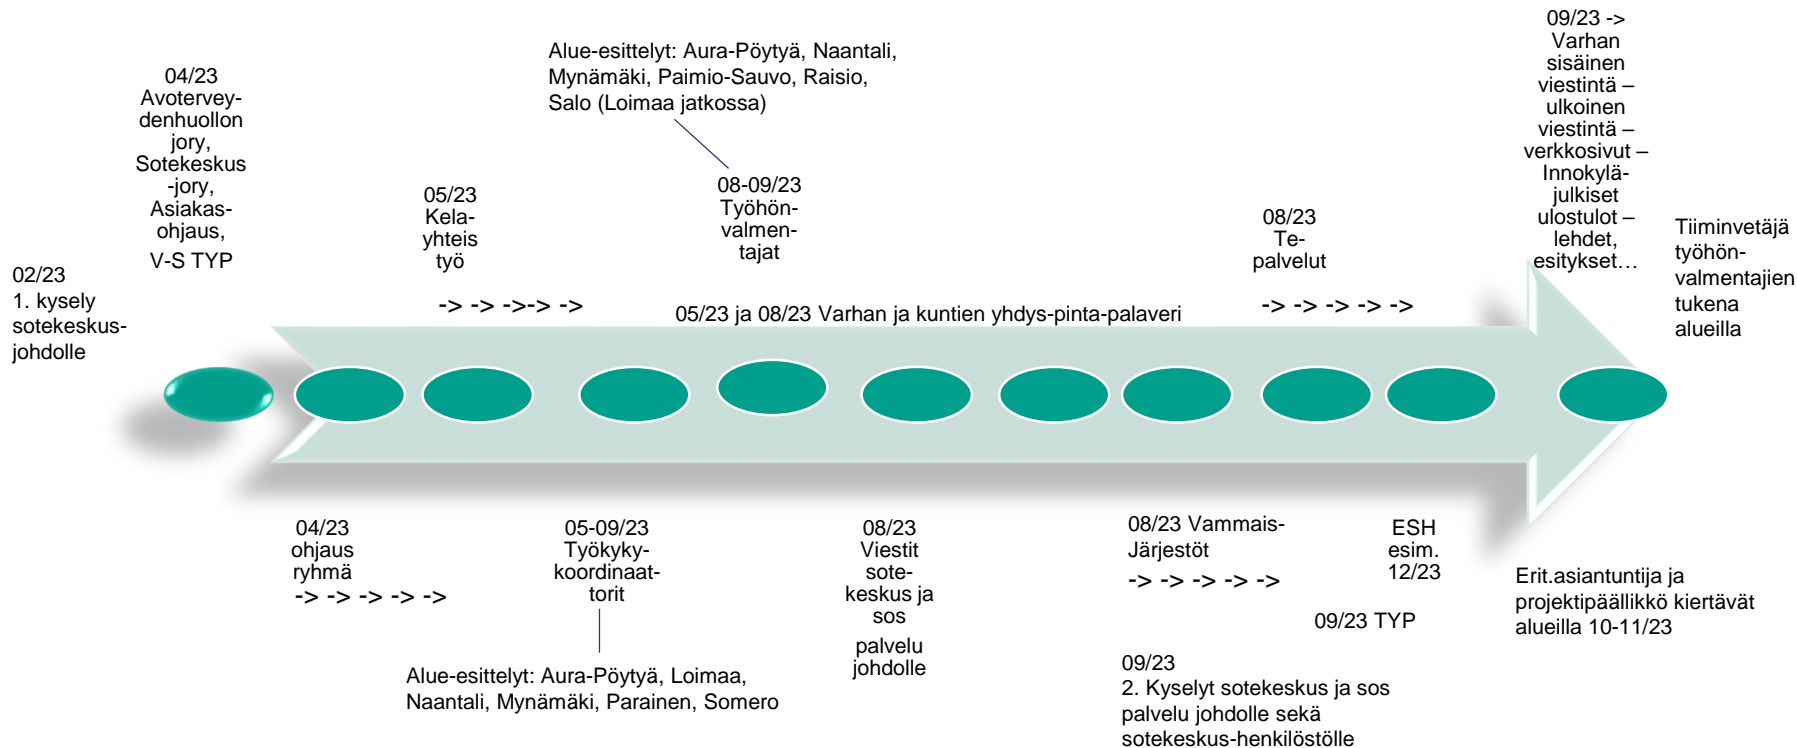 02/23
1. kysely
sotekeskus-
johdolle
04/23
Avotervey-
denhuollon
jory,
Sotekeskus
-jory,
Asiakas-
ohjaus,
V-S TYP
05/23
Kela-
yhteis
työ
-> -> ->-> ->
Alue-esittelyt: Aura-Pöytyä, Naantali,
Mynämäki, Paimio-Sauvo, Raisio,
Salo (Loimaa jatkossa)
08-09/23
Työhön-
valmen-
tajat
05/23 ja 08/23 Varhan ja kuntien yhdys-pinta-palaveri
08/23
Te-
palvelut
-> -> -> -> ->
09/23 ->
Varhan
sisäinen
viestintä –
ulkoinen
viestintä –
verkkosivut –
Innokylä-
julkiset
ulostulot –
lehdet,
esitykset…
Tiiminvetäjä
työhön-
valmentajien
tukena
alueilla
04/23
ohjaus
ryhmä
-> -> -> -> ->
05-09/23
Työkyky-
koordinaat-
torit
Alue-esittelyt: Aura-Pöytyä, Loimaa,
Naantali, Mynämäki, Parainen, Somero
08/23
Viestit
sote-
keskus ja
sos
palvelu
johdolle
08/23 Vammais-
Järjestöt
-> -> -> -> ->
ESH
esim.
12/23
09/23 TYP
09/23
2. Kyselyt sotekeskus ja sos
palvelu johdolle sekä
sotekeskus-henkilöstölle
Erit.asiantuntija ja
projektipäällikkö kiertävät
alueilla 10-11/23